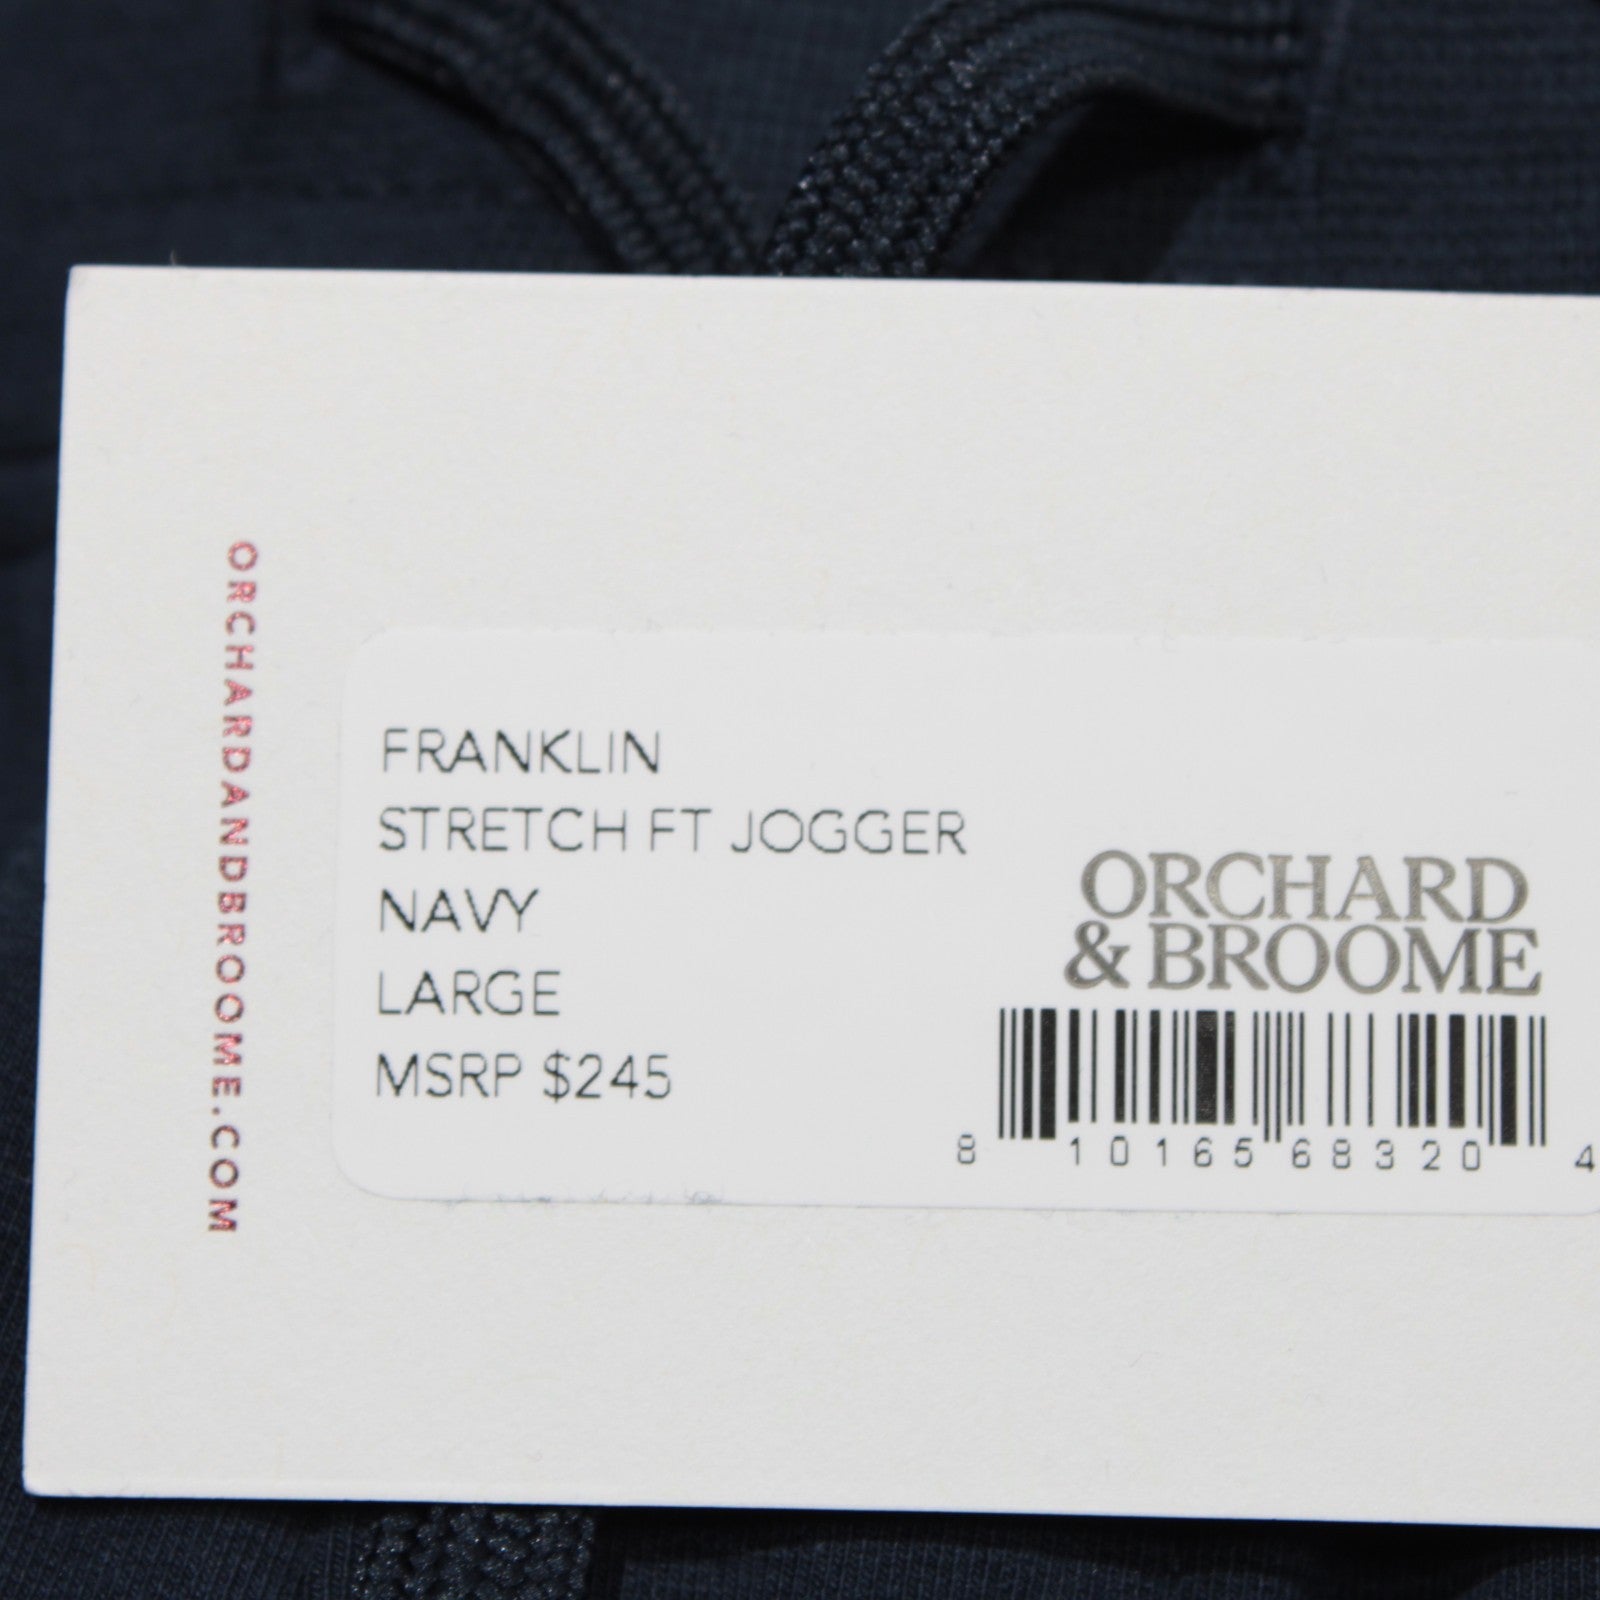 ORCHARDANDBROOME.COM
FRANKLIN
STRETCH FT JOGGER
NAVY
LARGE
MSRP $245
ORCHARD
& BROOME
8 10165 68320 4